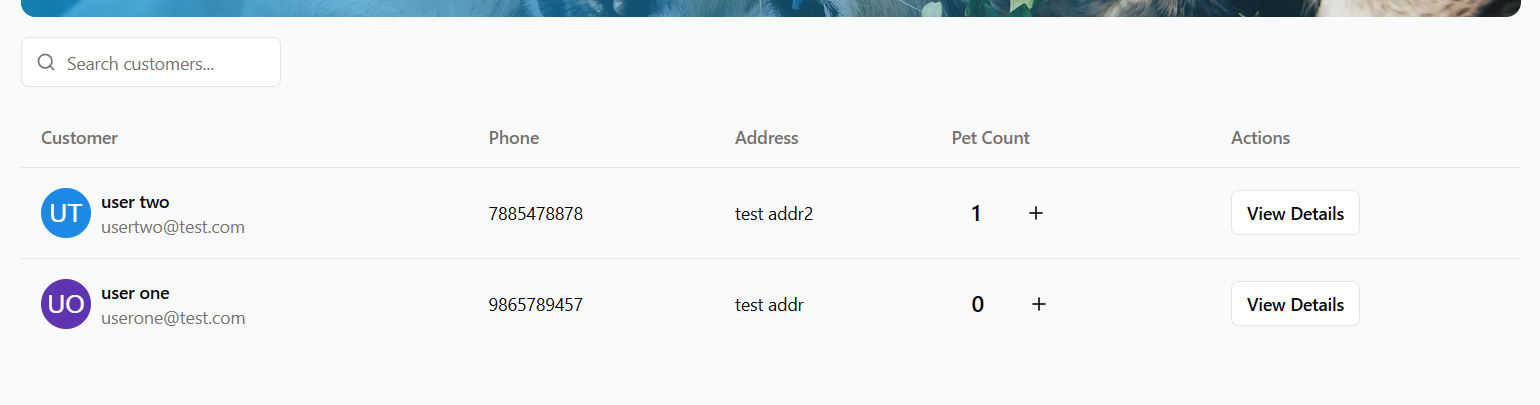 Search customers...
Customer Phone Address Pet Count Actions
UT user two 7885478878 test addr2 1 + View Details
usertwo@test.com
UO user one 9865789457 test addr 0 + View Details
userone@test.com